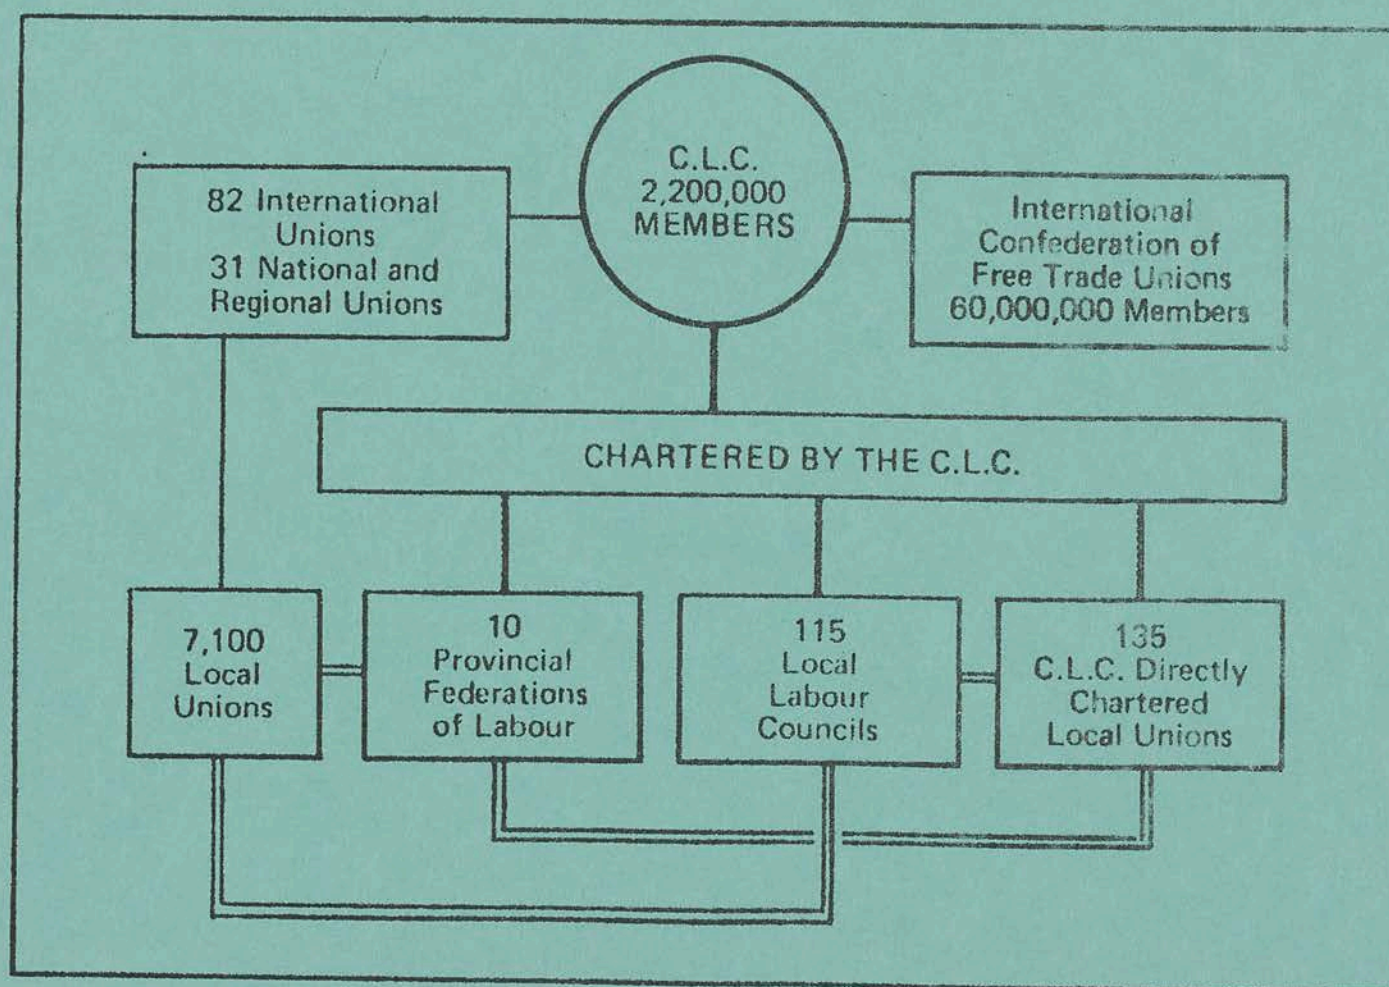 C.L.C.
2,200,000
MEMBERS
82 International
Unions
31 National and
Regional Unions
International
Confederation of
Free Trade Unions
60,000,000 Members
CHARTERED BY THE C.L.C.
7,100
Local
Unions
10
Provincial
Federations
of Labour
115
Local
Labour
Councils
135
C.L.C. Directly
Chartered
Local Unions